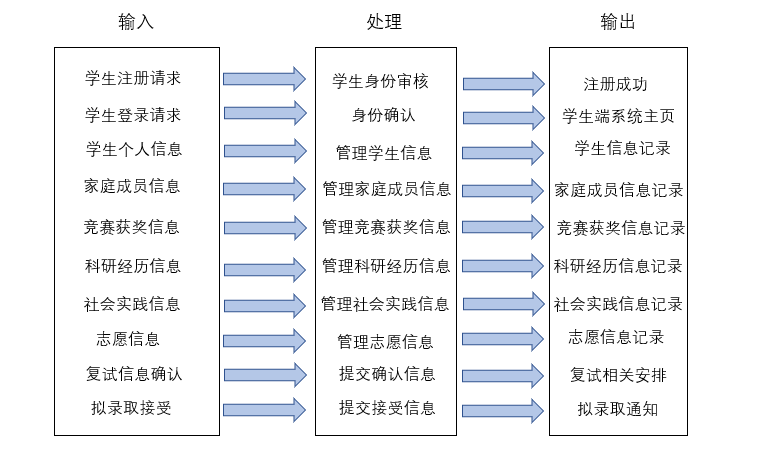 输入 处理 输出
学生注册请求 学生身份审核 注册成功
学生登录请求 身份确认 学生端系统主页
学生个人信息 管理学生信息 学生信息记录
家庭成员信息 管理家庭成员信息 家庭成员信息记录
竞赛获奖信息 管理竞赛获奖信息 竞赛获奖信息记录
科研经历信息 管理科研经历信息 科研经历信息记录
社会实践信息 管理社会实践信息 社会实践信息记录
志愿信息 管理志愿信息 志愿信息记录
复试信息确认 提交确认信息 复试相关安排
拟录取接受 提交接受信息 拟录取通知